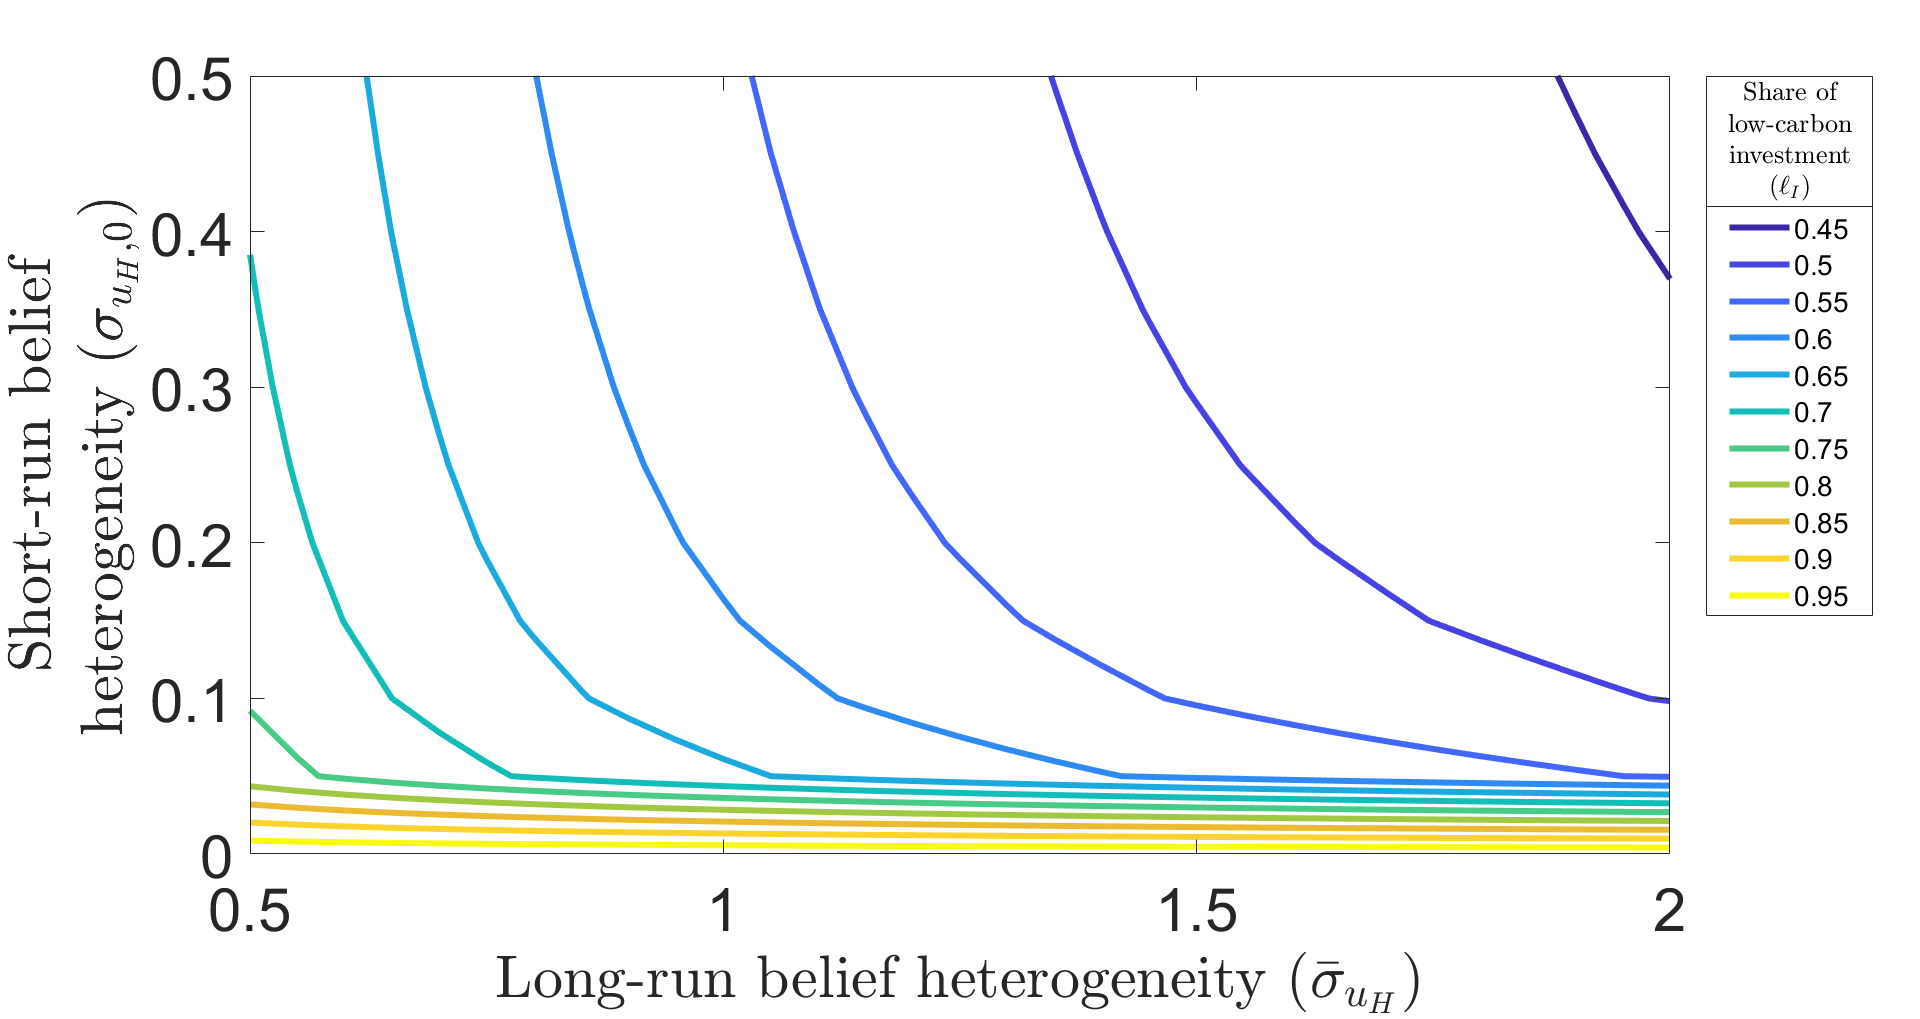 Short-run belief
heterogeneity (σ_{u_H,0})
0.5
0.4
0.3
0.2
0.1
0
0.5 1 1.5 2
Long-run belief heterogeneity (σ̄_{u_H})
Share of
low-carbon
investment
(ℓ_I)
0.45
0.5
0.55
0.6
0.65
0.7
0.75
0.8
0.85
0.9
0.95